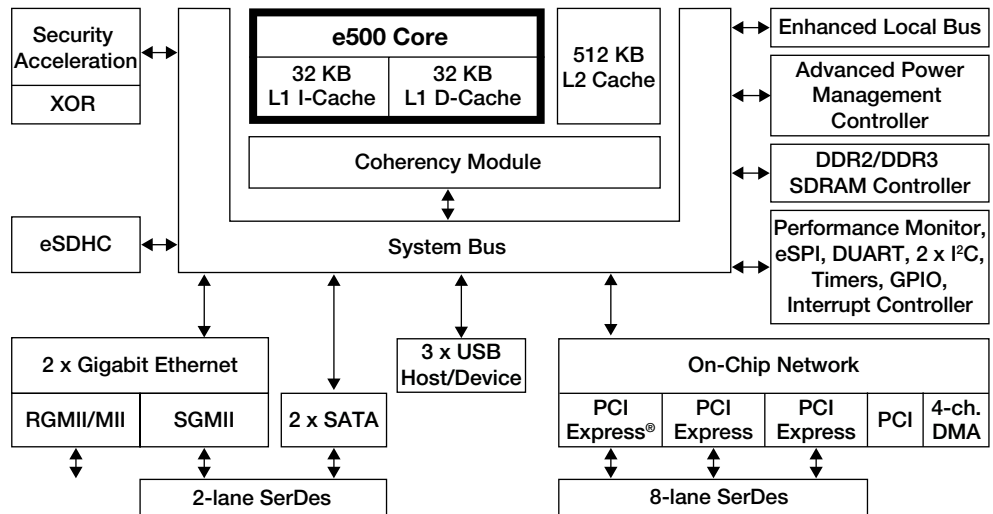 Security
Acceleration
XOR
eSDHC
e500 Core
32 KB
L1 I-Cache
32 KB
L1 D-Cache
512 KB
L2 Cache
Coherency Module
System Bus
Enhanced Local Bus
Advanced Power
Management
Controller
DDR2/DDR3
SDRAM Controller
Performance Monitor,
eSPI, DUART, 2 x I²C,
Timers, GPIO,
Interrupt Controller
2 x Gigabit Ethernet
RGMII/MII
SGMII
2 x SATA
3 x USB
Host/Device
On-Chip Network
PCI
Express®
PCI
Express
PCI
Express
PCI
4-ch.
DMA
2-lane SerDes
8-lane SerDes